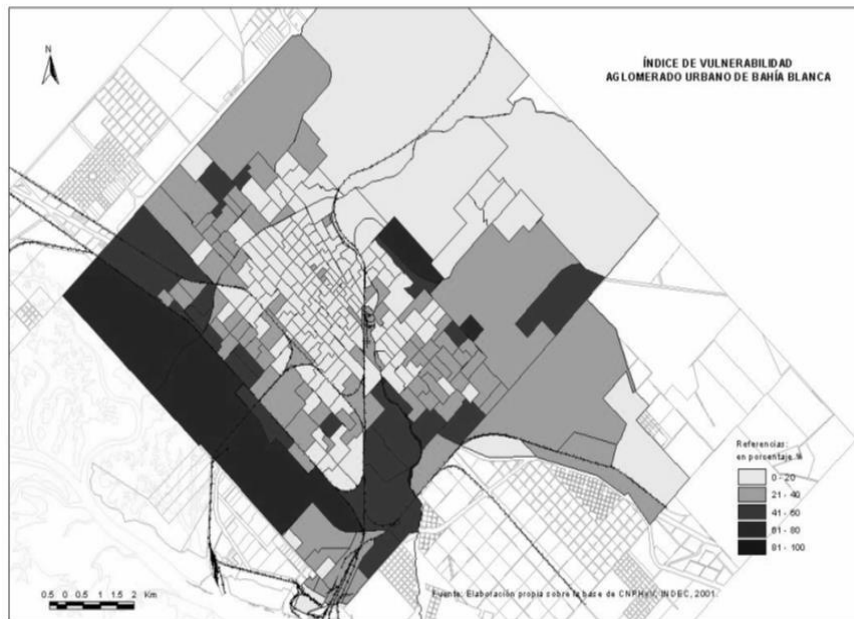 N
ÍNDICE DE VULNERABILIDAD
AGLOMERADO URBANO DE BAHÍA BLANCA
Referencias:
en porcentaje %
0 - 20
21 - 40
41 - 60
61 - 80
81 - 100
0.5 0 0.5 1 1.5 2 Km
Fuente: Elaboración propia sobre la base de CNPHyV, INDEC, 2001.